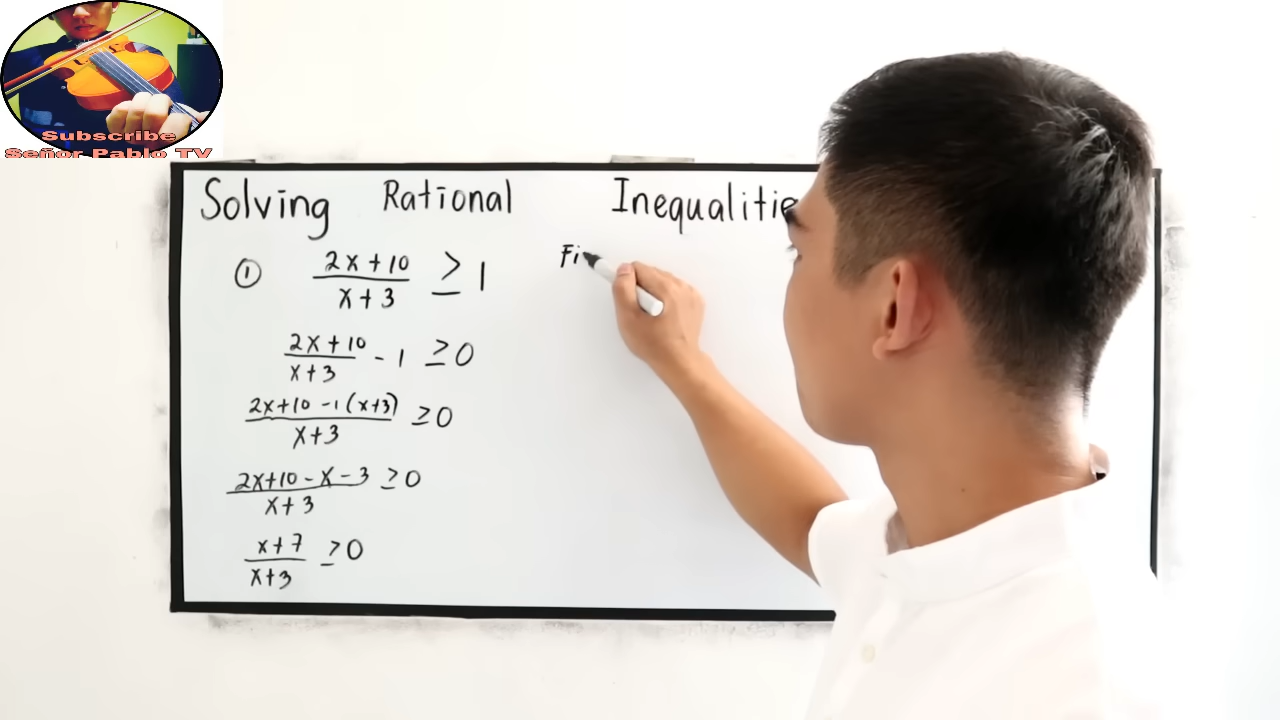 Subscribe
Señor Pablo TV
Solving Rational Inequalitie
① 2x+10 / x+3 ≥ 1
2x+10 / x+3 - 1 ≥ 0
2x+10 -1(x+3) / x+3 ≥ 0
2x+10-x-3 / x+3 ≥ 0
x+7 / x+3 ≥ 0
Fi